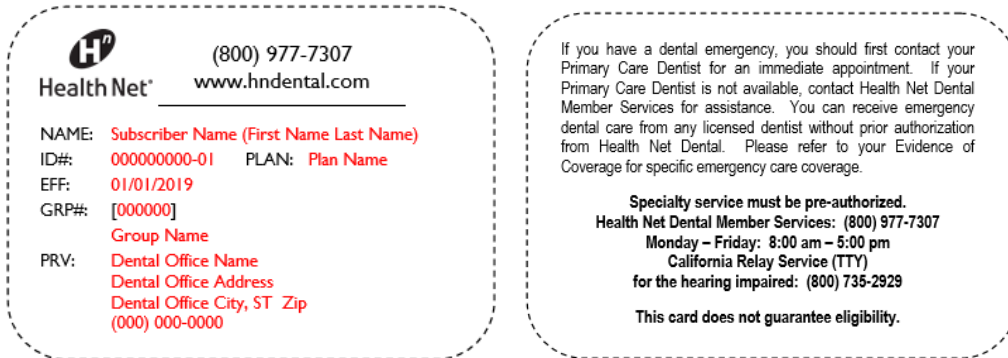 Hn
Health Net®
(800) 977-7307
www.hndental.com
NAME: Subscriber Name (First Name Last Name)
ID#: 000000000-01 PLAN: Plan Name
EFF: 01/01/2019
GRP#: [000000]
Group Name
PRV: Dental Office Name
Dental Office Address
Dental Office City, ST Zip
(000) 000-0000
If you have a dental emergency, you should first contact your
Primary Care Dentist for an immediate appointment. If your
Primary Care Dentist is not available, contact Health Net Dental
Member Services for assistance. You can receive emergency
dental care from any licensed dentist without prior authorization
from Health Net Dental. Please refer to your Evidence of
Coverage for specific emergency care coverage.
Specialty service must be pre-authorized.
Health Net Dental Member Services: (800) 977-7307
Monday – Friday: 8:00 am – 5:00 pm
California Relay Service (TTY)
for the hearing impaired: (800) 735-2929
This card does not guarantee eligibility.